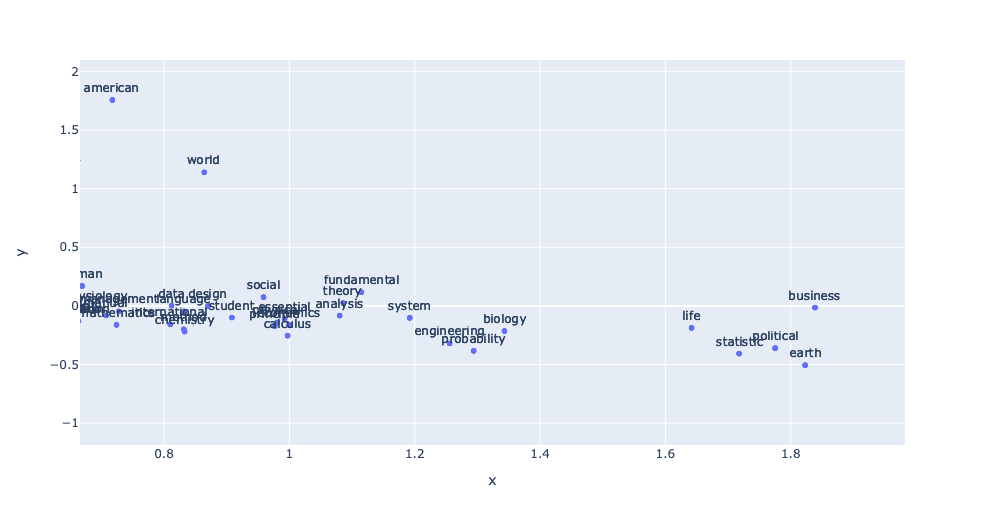 2
american
1.5
world
1
0.5
man
social
fundamental
theory
data design
language
management
student
essential
analysis
system
business
0
international
mathematics
chemistry
calculus
engineering
biology
probability
life
statistic
political
earth
−0.5
−1
0.8
1
1.2
1.4
1.6
1.8
x
y